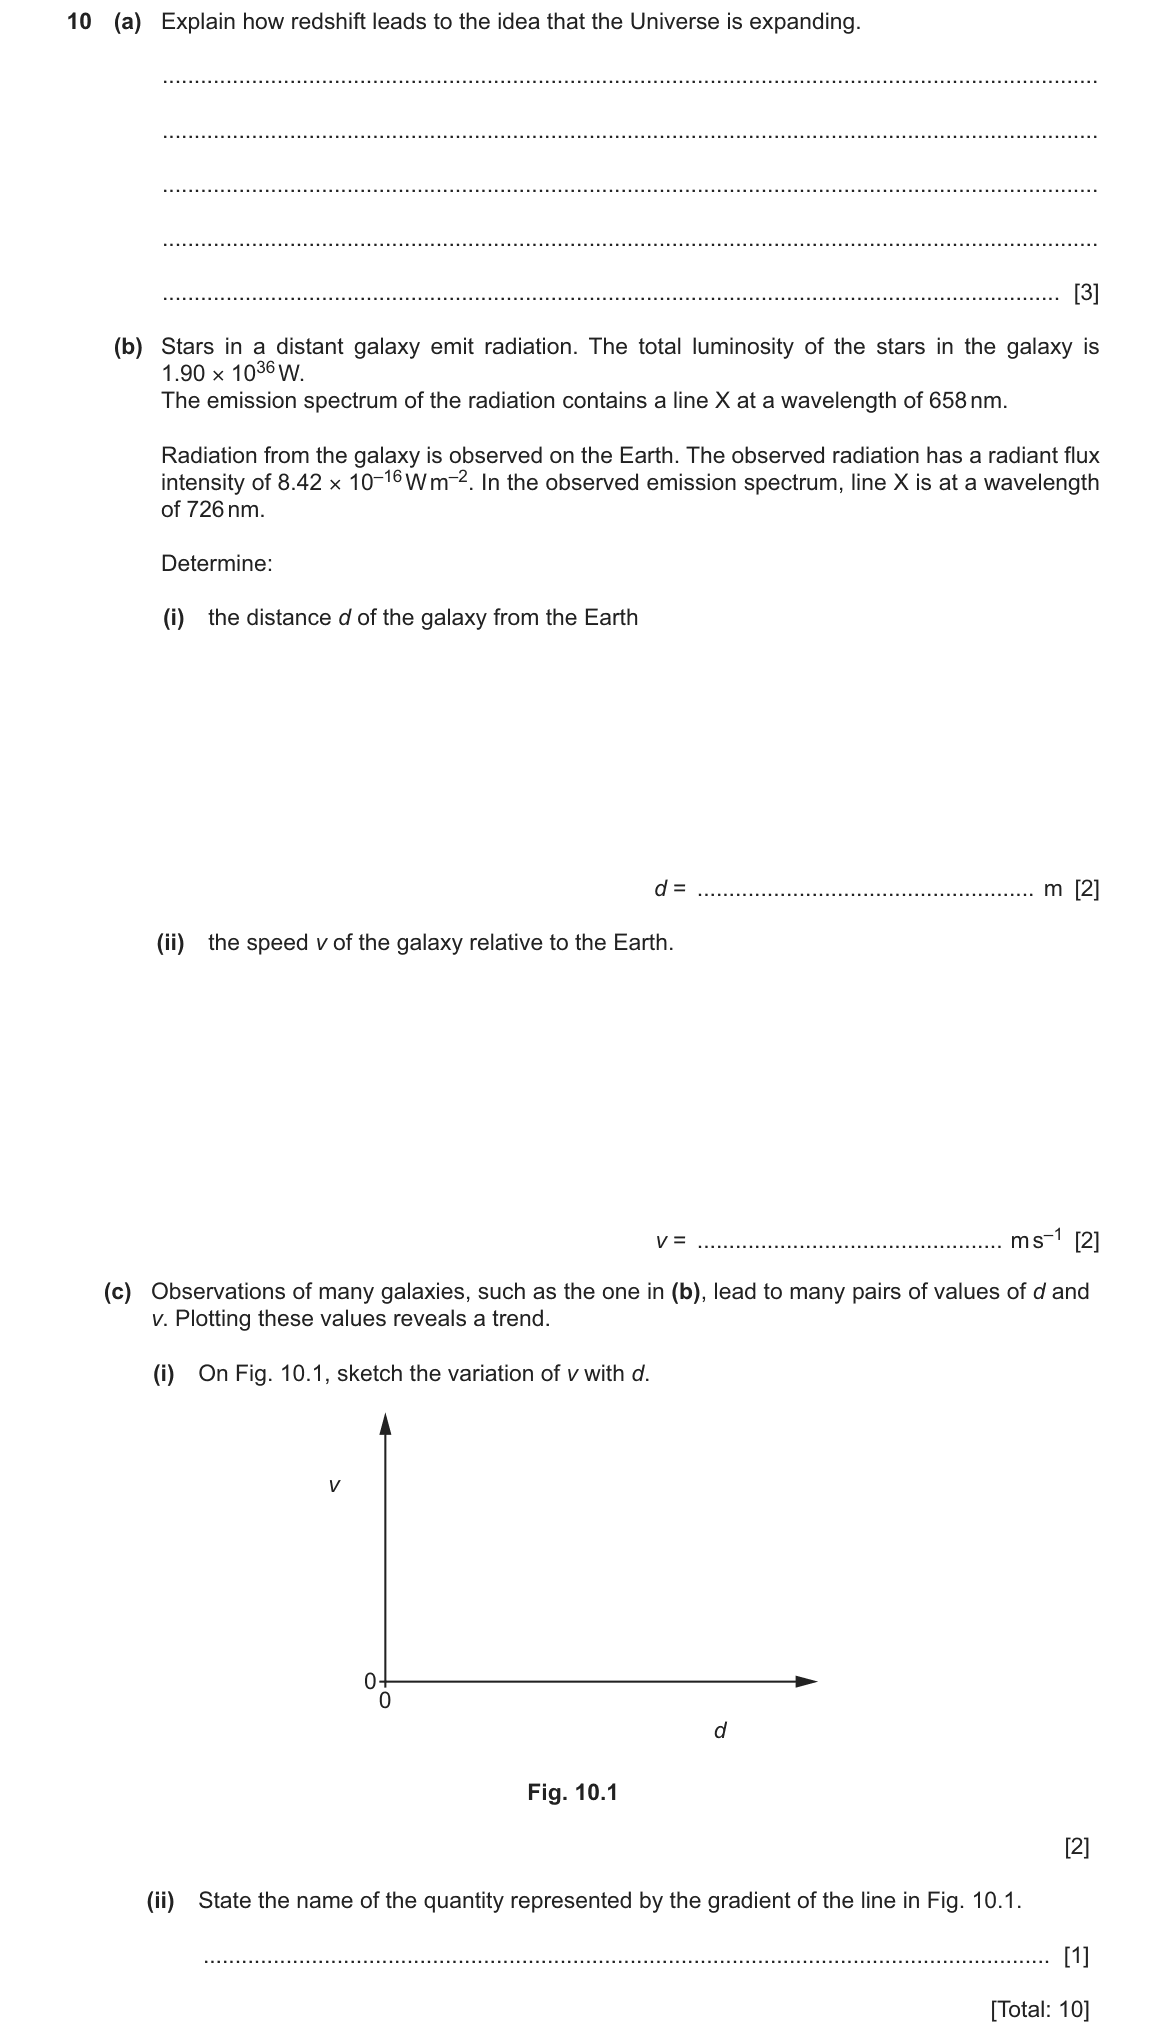 10 (a) Explain how redshift leads to the idea that the Universe is expanding.
..........................................................................................
..........................................................................................
..........................................................................................
..........................................................................................
.......................................................................................... [3]
(b) Stars in a distant galaxy emit radiation. The total luminosity of the stars in the galaxy is
1.90 × 10³⁶ W.
The emission spectrum of the radiation contains a line X at a wavelength of 658 nm.
Radiation from the galaxy is observed on the Earth. The observed radiation has a radiant flux
intensity of 8.42 × 10⁻¹⁶ W m⁻². In the observed emission spectrum, line X is at a wavelength
of 726 nm.
Determine:
(i) the distance d of the galaxy from the Earth
d = .................................................... m [2]
(ii) the speed v of the galaxy relative to the Earth.
v = ................................................ m s⁻¹ [2]
(c) Observations of many galaxies, such as the one in (b), lead to many pairs of values of d and
v. Plotting these values reveals a trend.
(i) On Fig. 10.1, sketch the variation of v with d.
v
0
0
d
Fig. 10.1
[2]
(ii) State the name of the quantity represented by the gradient of the line in Fig. 10.1.
.......................................................................................... [1]
[Total: 10]